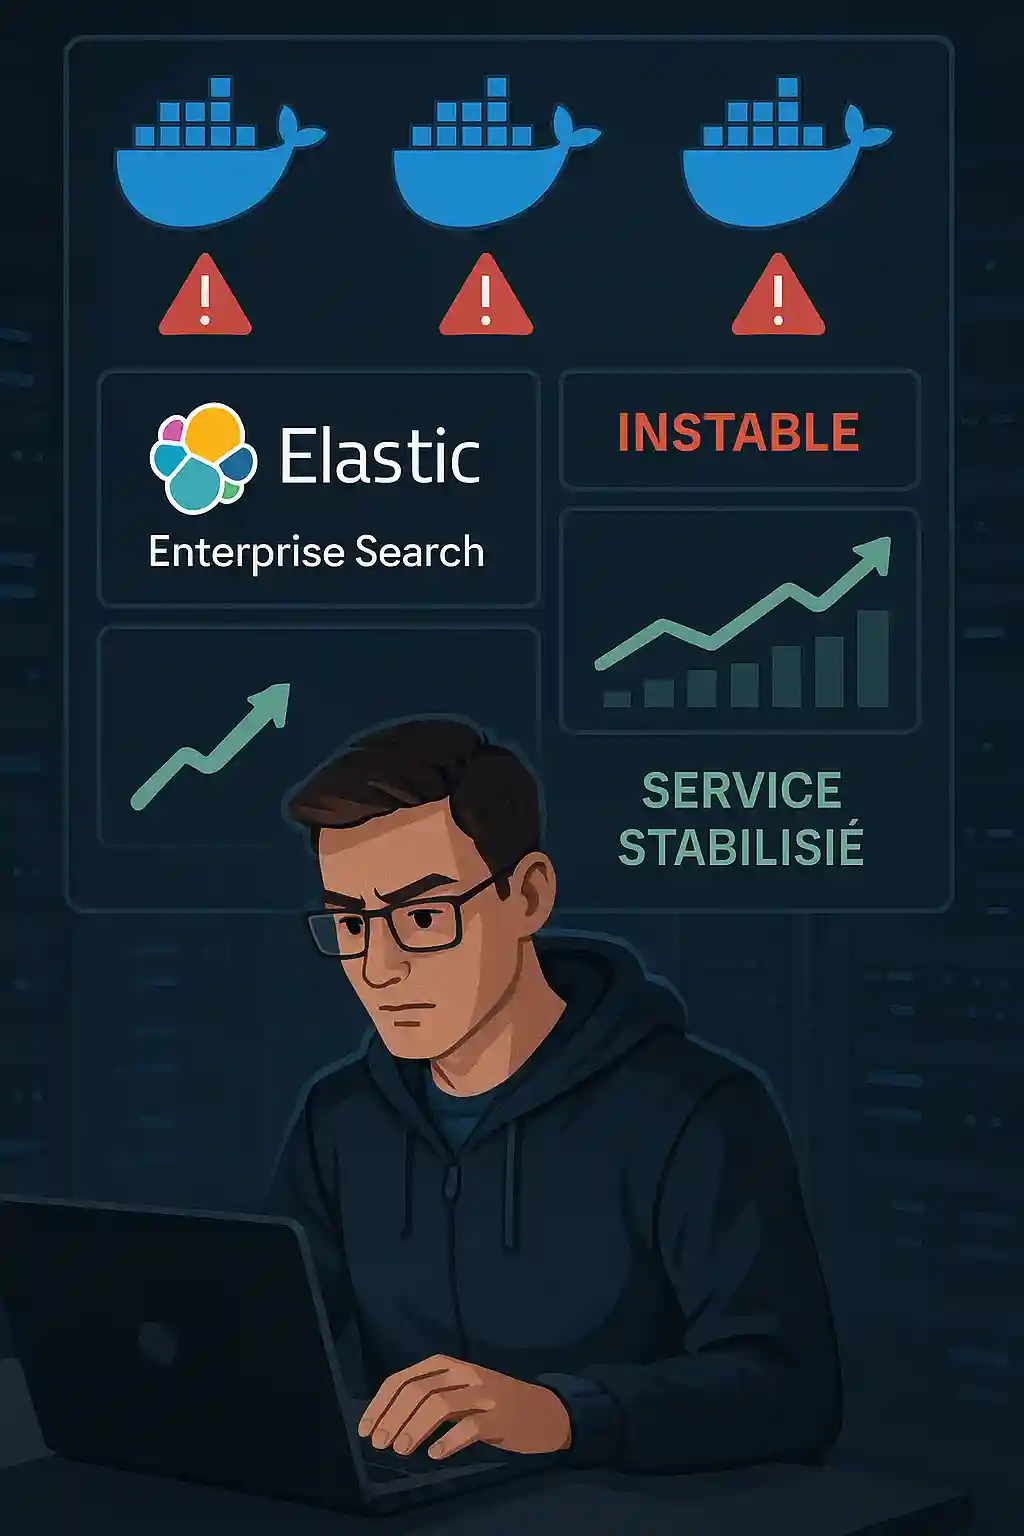 Elastic
Enterprise Search
INSTABLE
SERVICE
STABILISIÉ